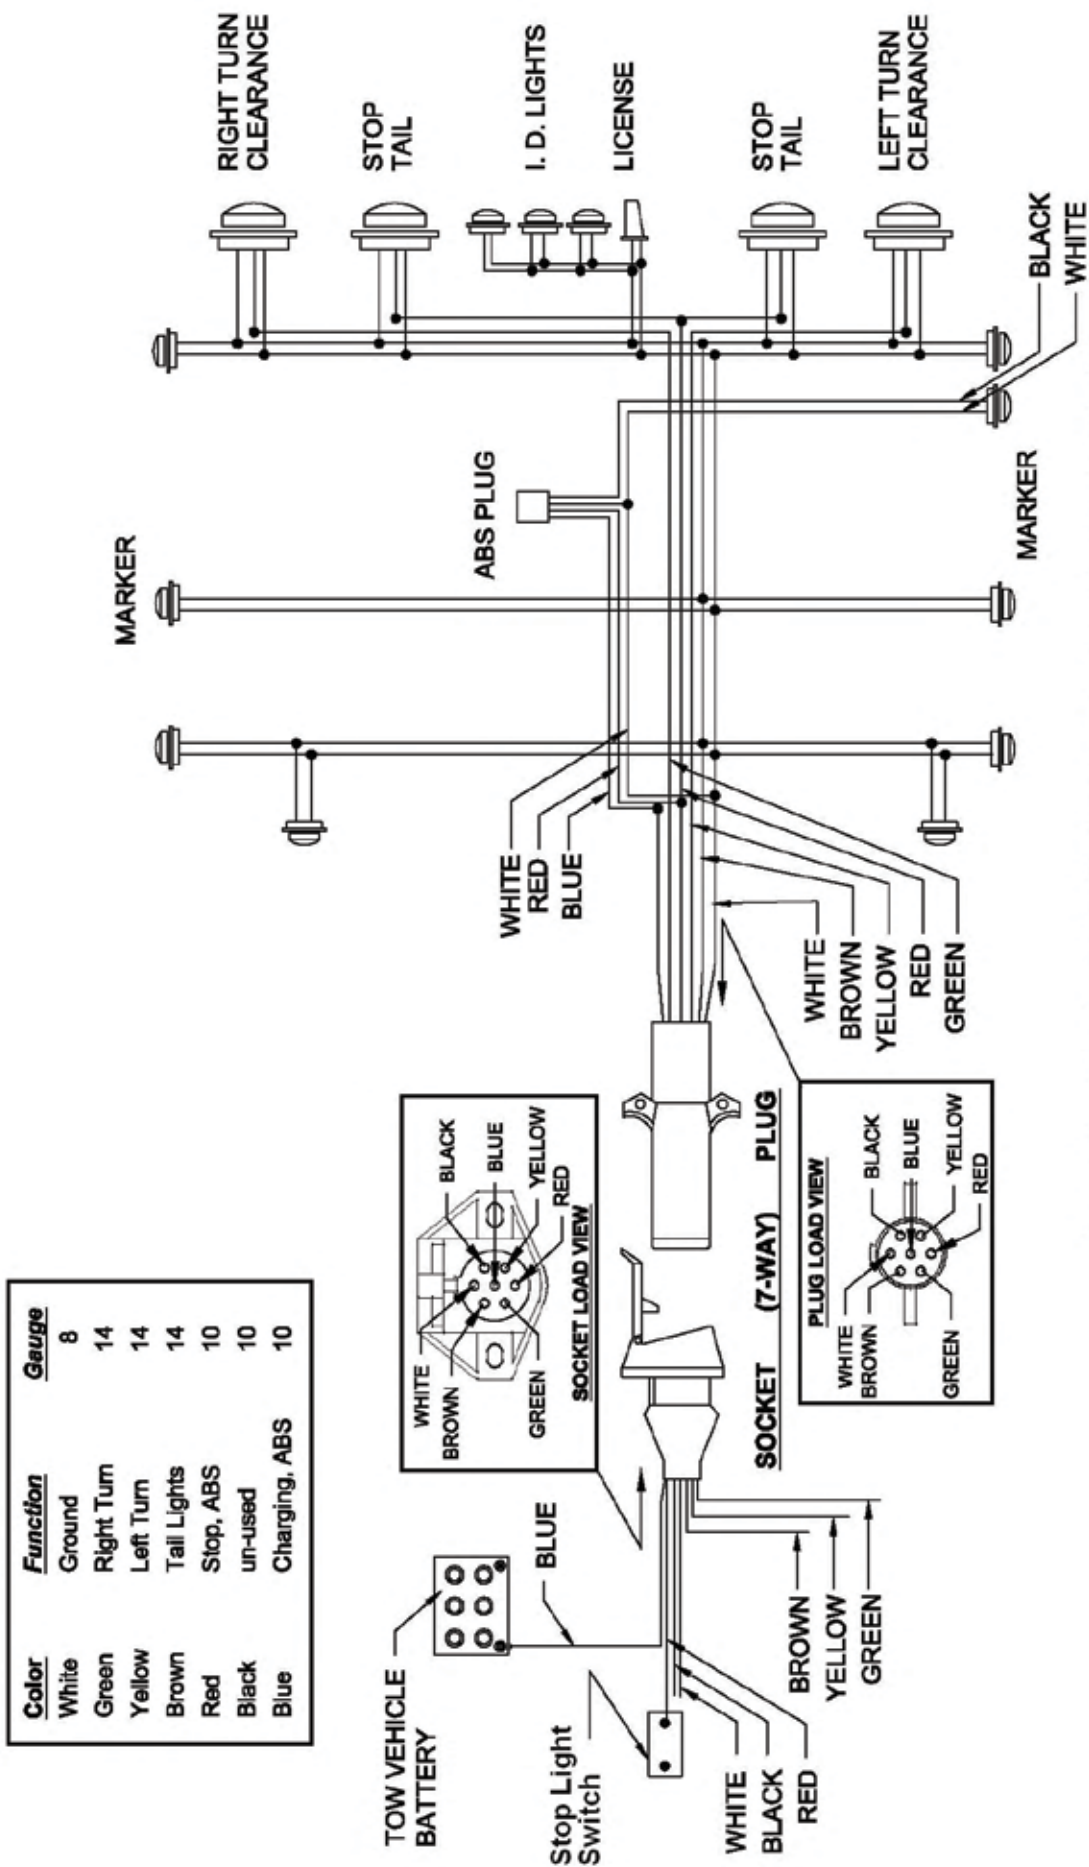 Color Function Gauge
White Ground 8
Green Right Turn 14
Yellow Left Turn 14
Brown Tail Lights 14
Red Stop, ABS 10
Black un-used 10
Blue Charging, ABS 10
TOW VEHICLE
BATTERY
BLUE
Stop Light
Switch
WHITE
BLACK
RED
BROWN
YELLOW
GREEN
WHITE
BROWN
GREEN
BLACK
BLUE
YELLOW
RED
SOCKET LOAD VIEW
SOCKET (7-WAY) PLUG
PLUG LOAD VIEW
WHITE
BROWN
GREEN
BLACK
BLUE
YELLOW
RED
WHITE
RED
BLUE
WHITE
BROWN
YELLOW
RED
GREEN
MARKER
ABS PLUG
MARKER
BLACK
WHITE
RIGHT TURN
CLEARANCE
STOP
TAIL
I. D. LIGHTS
LICENSE
STOP
TAIL
LEFT TURN
CLEARANCE